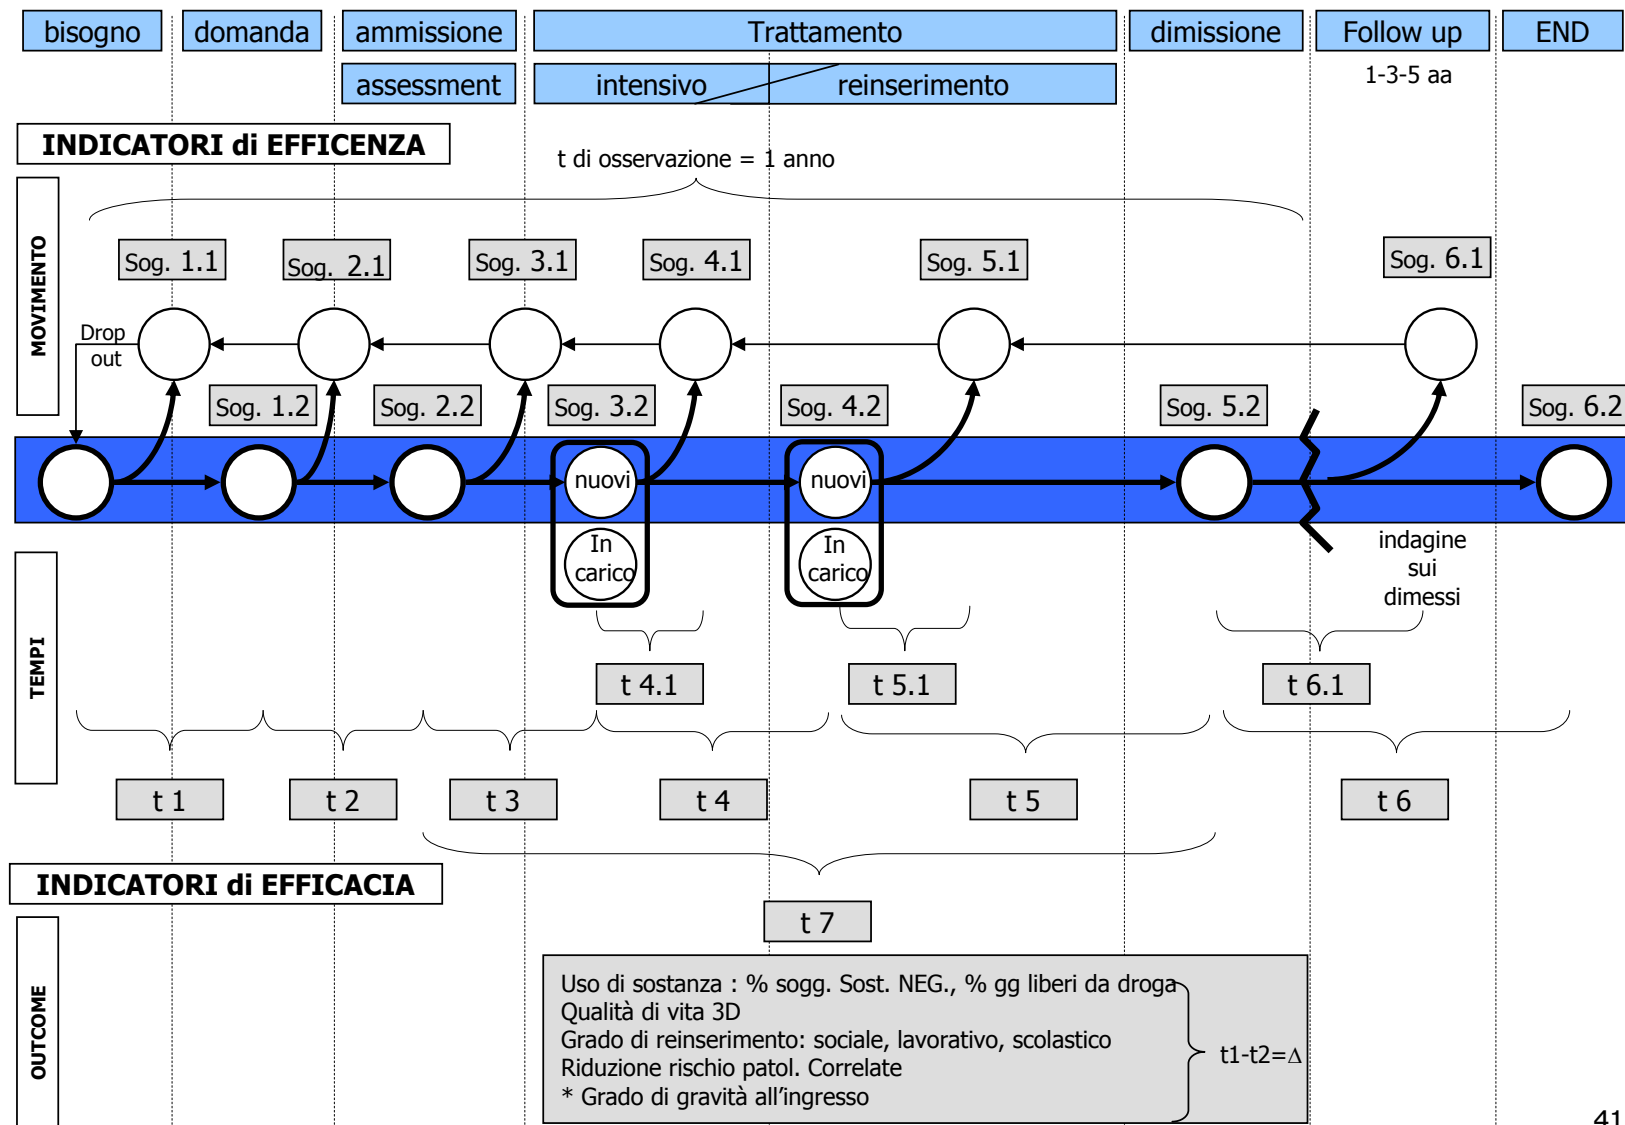 bisogno
domanda
ammissione
Trattamento
dimissione
Follow up
END
assessment
intensivo
reinserimento
1-3-5 aa
INDICATORI di EFFICENZA
t di osservazione = 1 anno
MOVIMENTO
Sog. 1.1
Sog. 2.1
Sog. 3.1
Sog. 4.1
Sog. 5.1
Sog. 6.1
Drop
out
Sog. 1.2
Sog. 2.2
Sog. 3.2
Sog. 4.2
Sog. 5.2
Sog. 6.2
nuovi
nuovi
In
carico
In
carico
indagine
sui
dimessi
TEMPI
t 4.1
t 5.1
t 6.1
t 1
t 2
t 3
t 4
t 5
t 6
INDICATORI di EFFICACIA
t 7
OUTCOME
Uso di sostanza : % sogg. Sost. NEG., % gg liberi da droga
Qualità di vita 3D
Grado di reinserimento: sociale, lavorativo, scolastico
Riduzione rischio patol. Correlate
* Grado di gravità all'ingresso
t1-t2=Δ
41